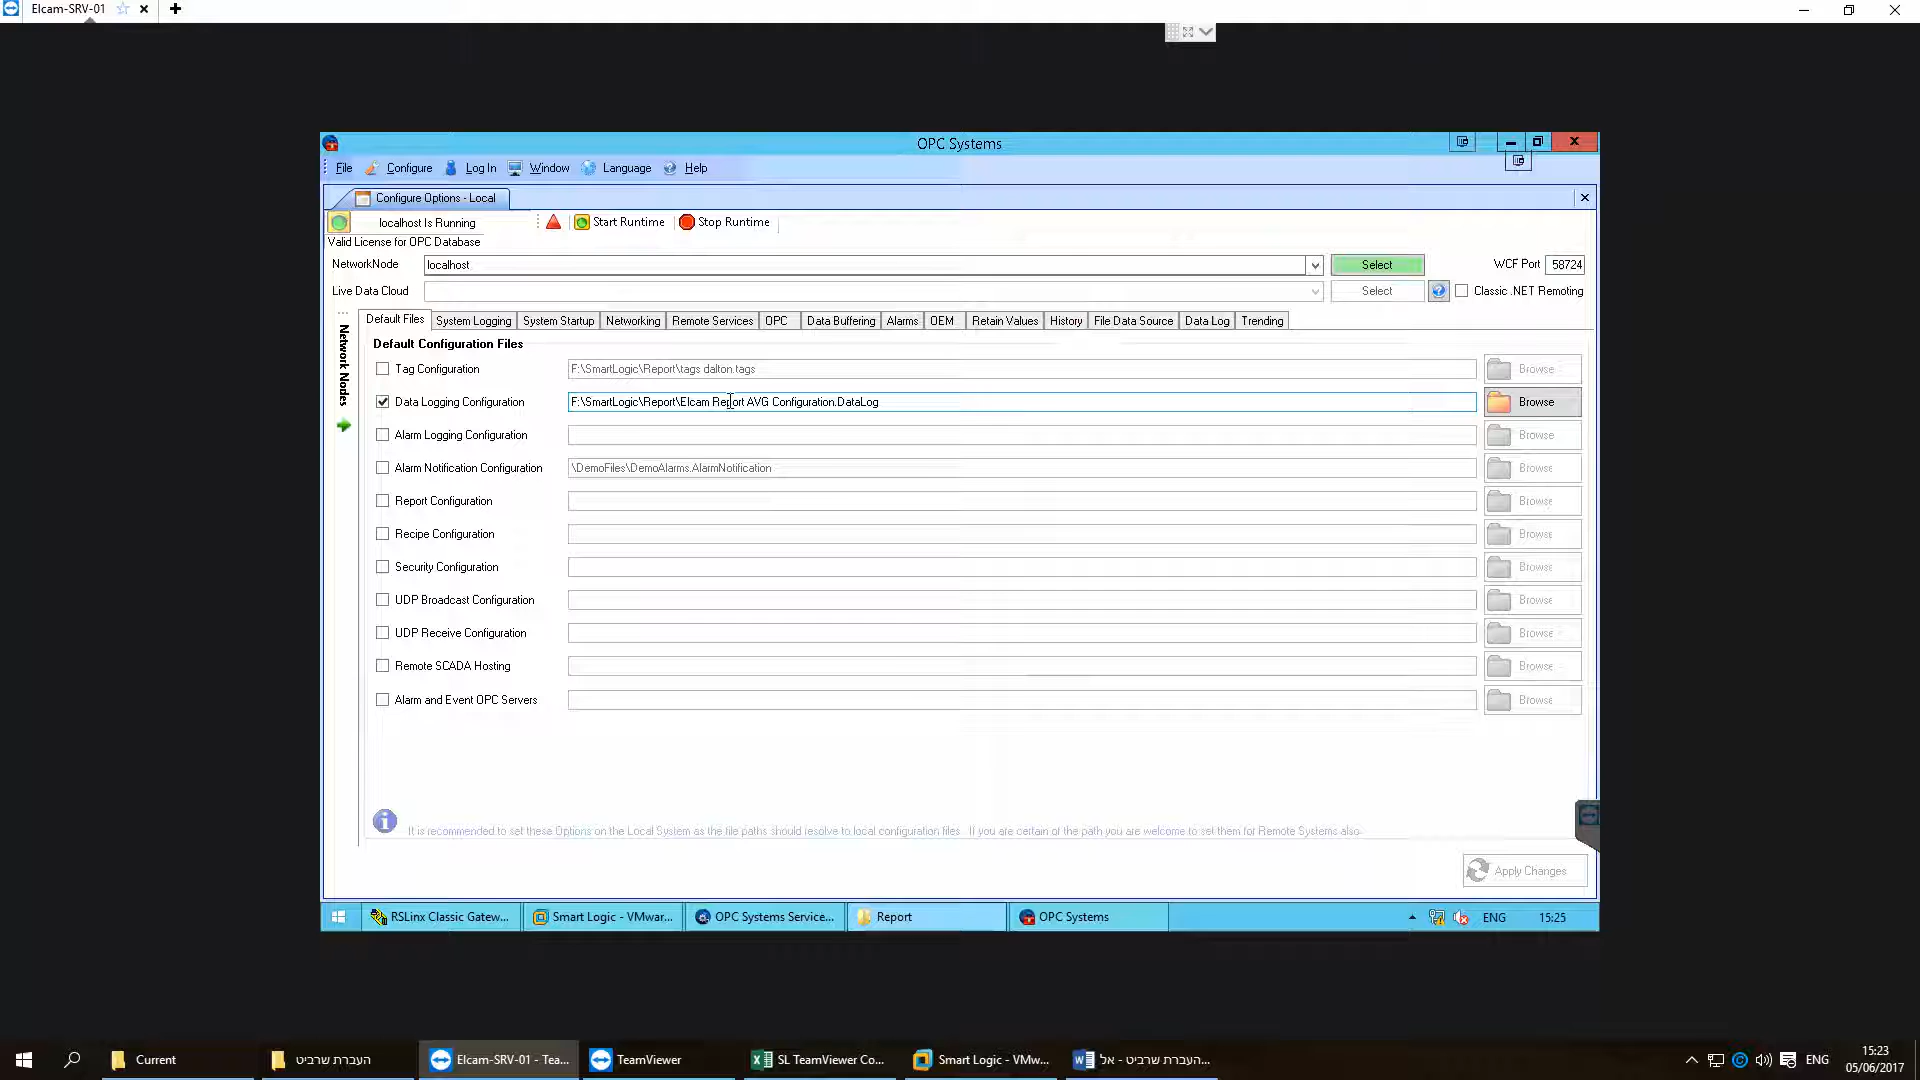 Elcam-SRV-01
OPC Systems
File Configure Log In Window Language Help
Configure Options - Local
localhost Is Running Start Runtime Stop Runtime
Valid License for OPC Database
NetworkNode localhost Select WCF Port 58724
Live Data Cloud Select Classic .NET Remoting
Network Nodes
Default Files System Logging System Startup Networking Remote Services OPC Data Buffering Alarms OEM Retain Values History File Data Source Data Log Trending
Default Configuration Files
Tag Configuration F:\SmartLogic\Report\tags dalton.tags Browse
Data Logging Configuration F:\SmartLogic\Report\Elcam Report AVG Configuration.DataLog Browse
Alarm Logging Configuration Browse
Alarm Notification Configuration \DemoFiles\DemoAlarms.AlarmNotification Browse
Report Configuration Browse
Recipe Configuration Browse
Security Configuration Browse
UDP Broadcast Configuration Browse
UDP Receive Configuration Browse
Remote SCADA Hosting Browse
Alarm and Event OPC Servers Browse
It is recommended to set these Options on the Local System as the file paths should resolve to local configuration files. If you are certain of the path you are welcome to set them for Remote Systems also.
Apply Changes
RSLinx Classic Gatew... Smart Logic - VMwar... OPC Systems Service... Report OPC Systems ENG 15:25
Current העברת שרביט Elcam-SRV-01 - Tea... TeamViewer SL TeamViewer Co... Smart Logic - VMw... העברת שרביט - אל... ENG 15:23
05/06/2017